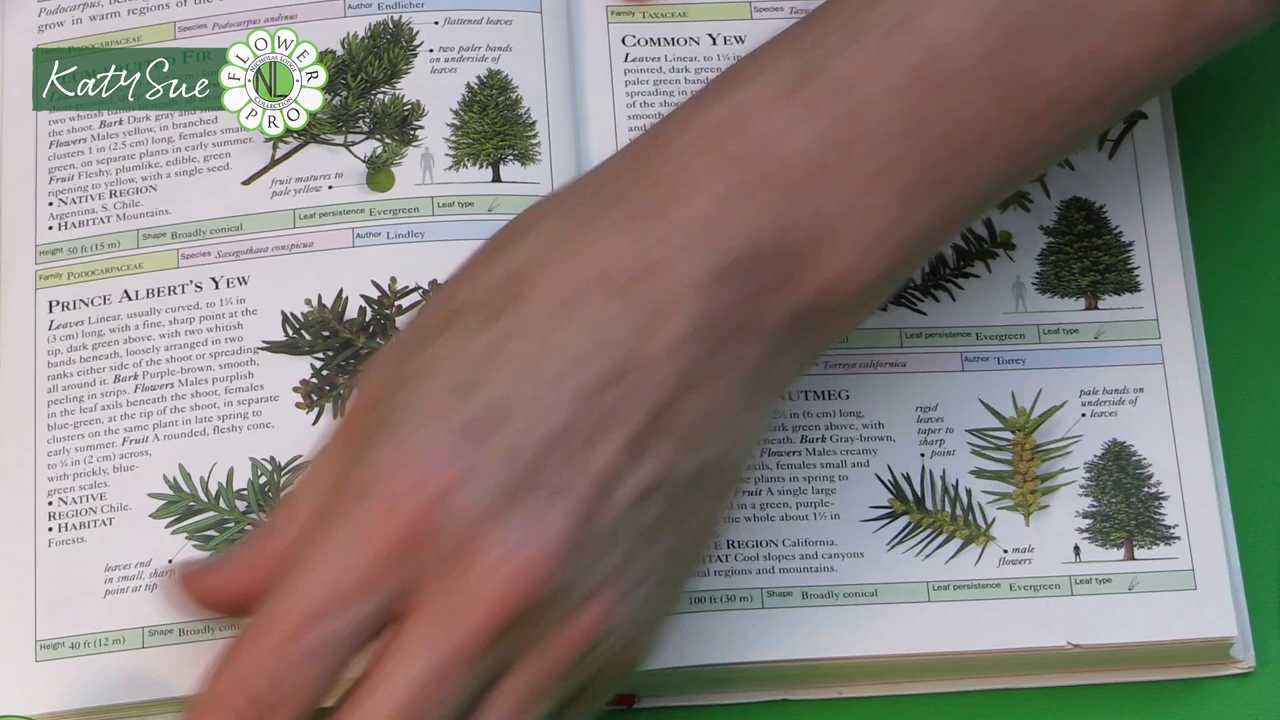 Podocarpus,
grow in warm regions of the
Family PODOCARPACEAE
Species Podocarpus andinus
Author Endlicher
KatySue
FLOWER PRO
NL
NICHOLAS LODGE COLLECTION
FIR
two whitish bands beneath,
the shoot. Bark Dark gray and
Flowers Males yellow, in branched
clusters 1 in (2.5 cm) long, females small,
green, on separate plants in early summer.
Fruit Fleshy, plumlike, edible, green
ripening to yellow, with a single seed.
• NATIVE REGION
Argentina, S. Chile.
• HABITAT Mountains.
flattened leaves
two paler bands
on underside of
leaves
fruit matures to
pale yellow
Height 50 ft (15 m)
Shape Broadly conical
Leaf persistence Evergreen
Leaf type
Family PODOCARPACEAE
Species Saxegothara conspicua
Author Lindley
PRINCE ALBERT'S YEW
Leaves Linear, usually curved, to 1¼ in
(3 cm) long, with a fine, sharp point at the
tip, dark green above, with two whitish
bands beneath, loosely arranged in two
ranks either side of the shoot or spreading
all around it. Bark Purple-brown, smooth,
peeling in strips. Flowers Males purplish
in the leaf axils beneath the shoot, females
blue-green, at the tip of the shoot, in separate
clusters on the same plant in late spring to
early summer. Fruit A rounded, fleshy cone,
to ¾ in (2 cm) across,
with prickly, blue-
green scales.
• NATIVE
REGION Chile.
• HABITAT
Forests.
leaves end
in small, sharp
point at tip
Height 40 ft (12 m)
Shape Broadly
Family TAXACEAE
Species
COMMON YEW
Leaves Linear, to 1¼ in
pointed, dark green
paler green band
spreading in
of the shoo
smooth
and
Leaf persistence Evergreen
Leaf type
Torreya californica
Author Torrey
NUTMEG
in (6 cm) long,
dark green above, with
neath. Bark Gray-brown,
Flowers Males creamy
axils, females small and
plants in spring to
Fruit A single large
in a green, purple-
the whole about 1½ in
REGION California.
Cool slopes and canyons
regions and mountains.
rigid
leaves
taper to
sharp
point
pale bands on
underside of
leaves
male
flowers
100 ft (30 m)
Shape Broadly conical
Leaf persistence Evergreen
Leaf type